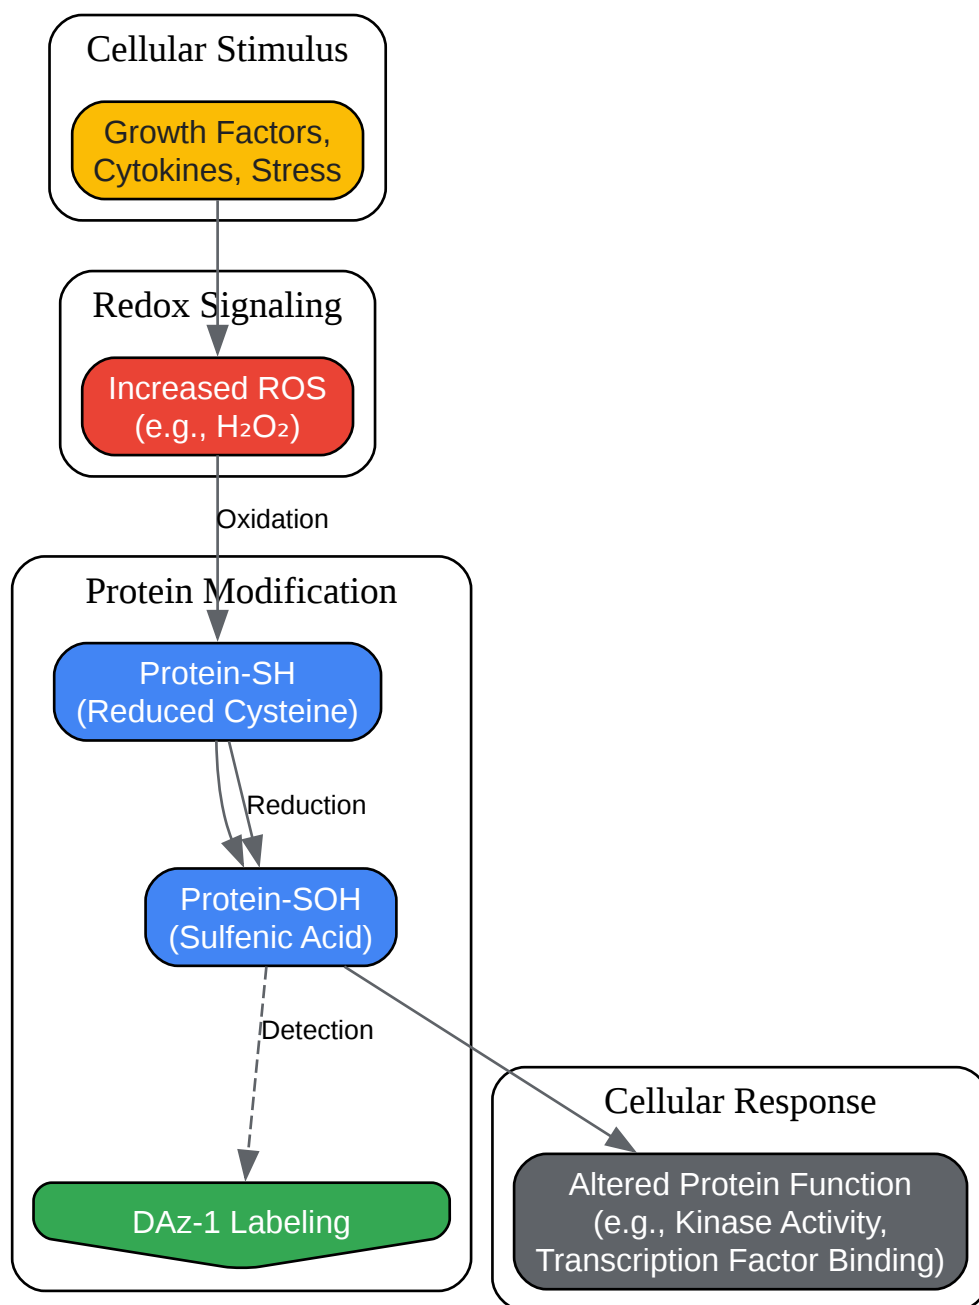 Cellular Stimulus
Growth Factors,
Cytokines, Stress
Redox Signaling
Increased ROS
(e.g., H₂O₂)
Oxidation
Protein Modification
Protein-SH
(Reduced Cysteine)
Reduction
Protein-SOH
(Sulfenic Acid)
Detection
DAz-1 Labeling
Cellular Response
Altered Protein Function
(e.g., Kinase Activity,
Transcription Factor Binding)